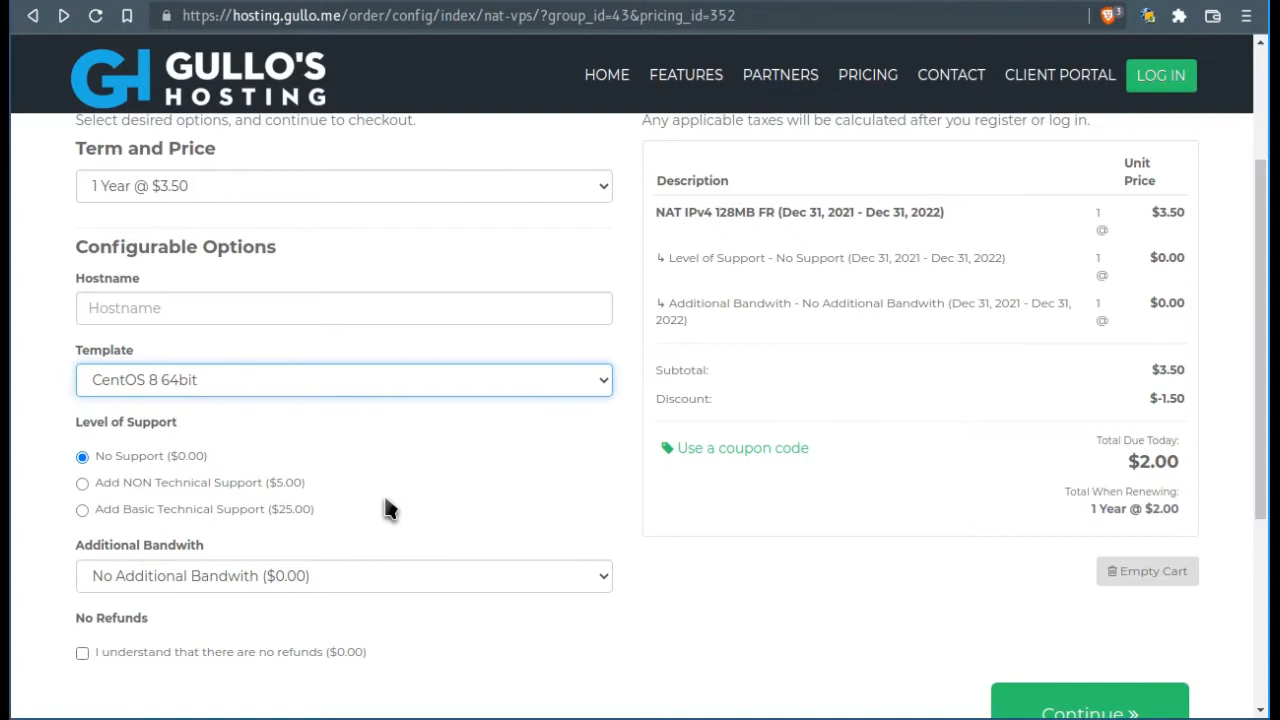 https://hosting.gullo.me/order/config/index/nat-vps/?group_id=43&pricing_id=352
3
GH GULLO'S
HOSTING
HOME FEATURES PARTNERS PRICING CONTACT CLIENT PORTAL LOG IN
Select desired options, and continue to checkout.
Term and Price
1 Year @ $3.50
Configurable Options
Hostname
Hostname
Template
CentOS 8 64bit
Level of Support
No Support ($0.00)
Add NON Technical Support ($5.00)
Add Basic Technical Support ($25.00)
Additional Bandwith
No Additional Bandwith ($0.00)
No Refunds
I understand that there are no refunds ($0.00)
Any applicable taxes will be calculated after you register or log in.
Unit
Description Price
NAT IPv4 128MB FR (Dec 31, 2021 - Dec 31, 2022) 1 $3.50
@
↳ Level of Support - No Support (Dec 31, 2021 - Dec 31, 2022) 1 $0.00
@
↳ Additional Bandwith - No Additional Bandwith (Dec 31, 2021 - Dec 31, 1 $0.00
2022) @
Subtotal: $3.50
Discount: $-1.50
Use a coupon code
Total Due Today:
$2.00
Total When Renewing:
1 Year @ $2.00
Empty Cart
Continue »